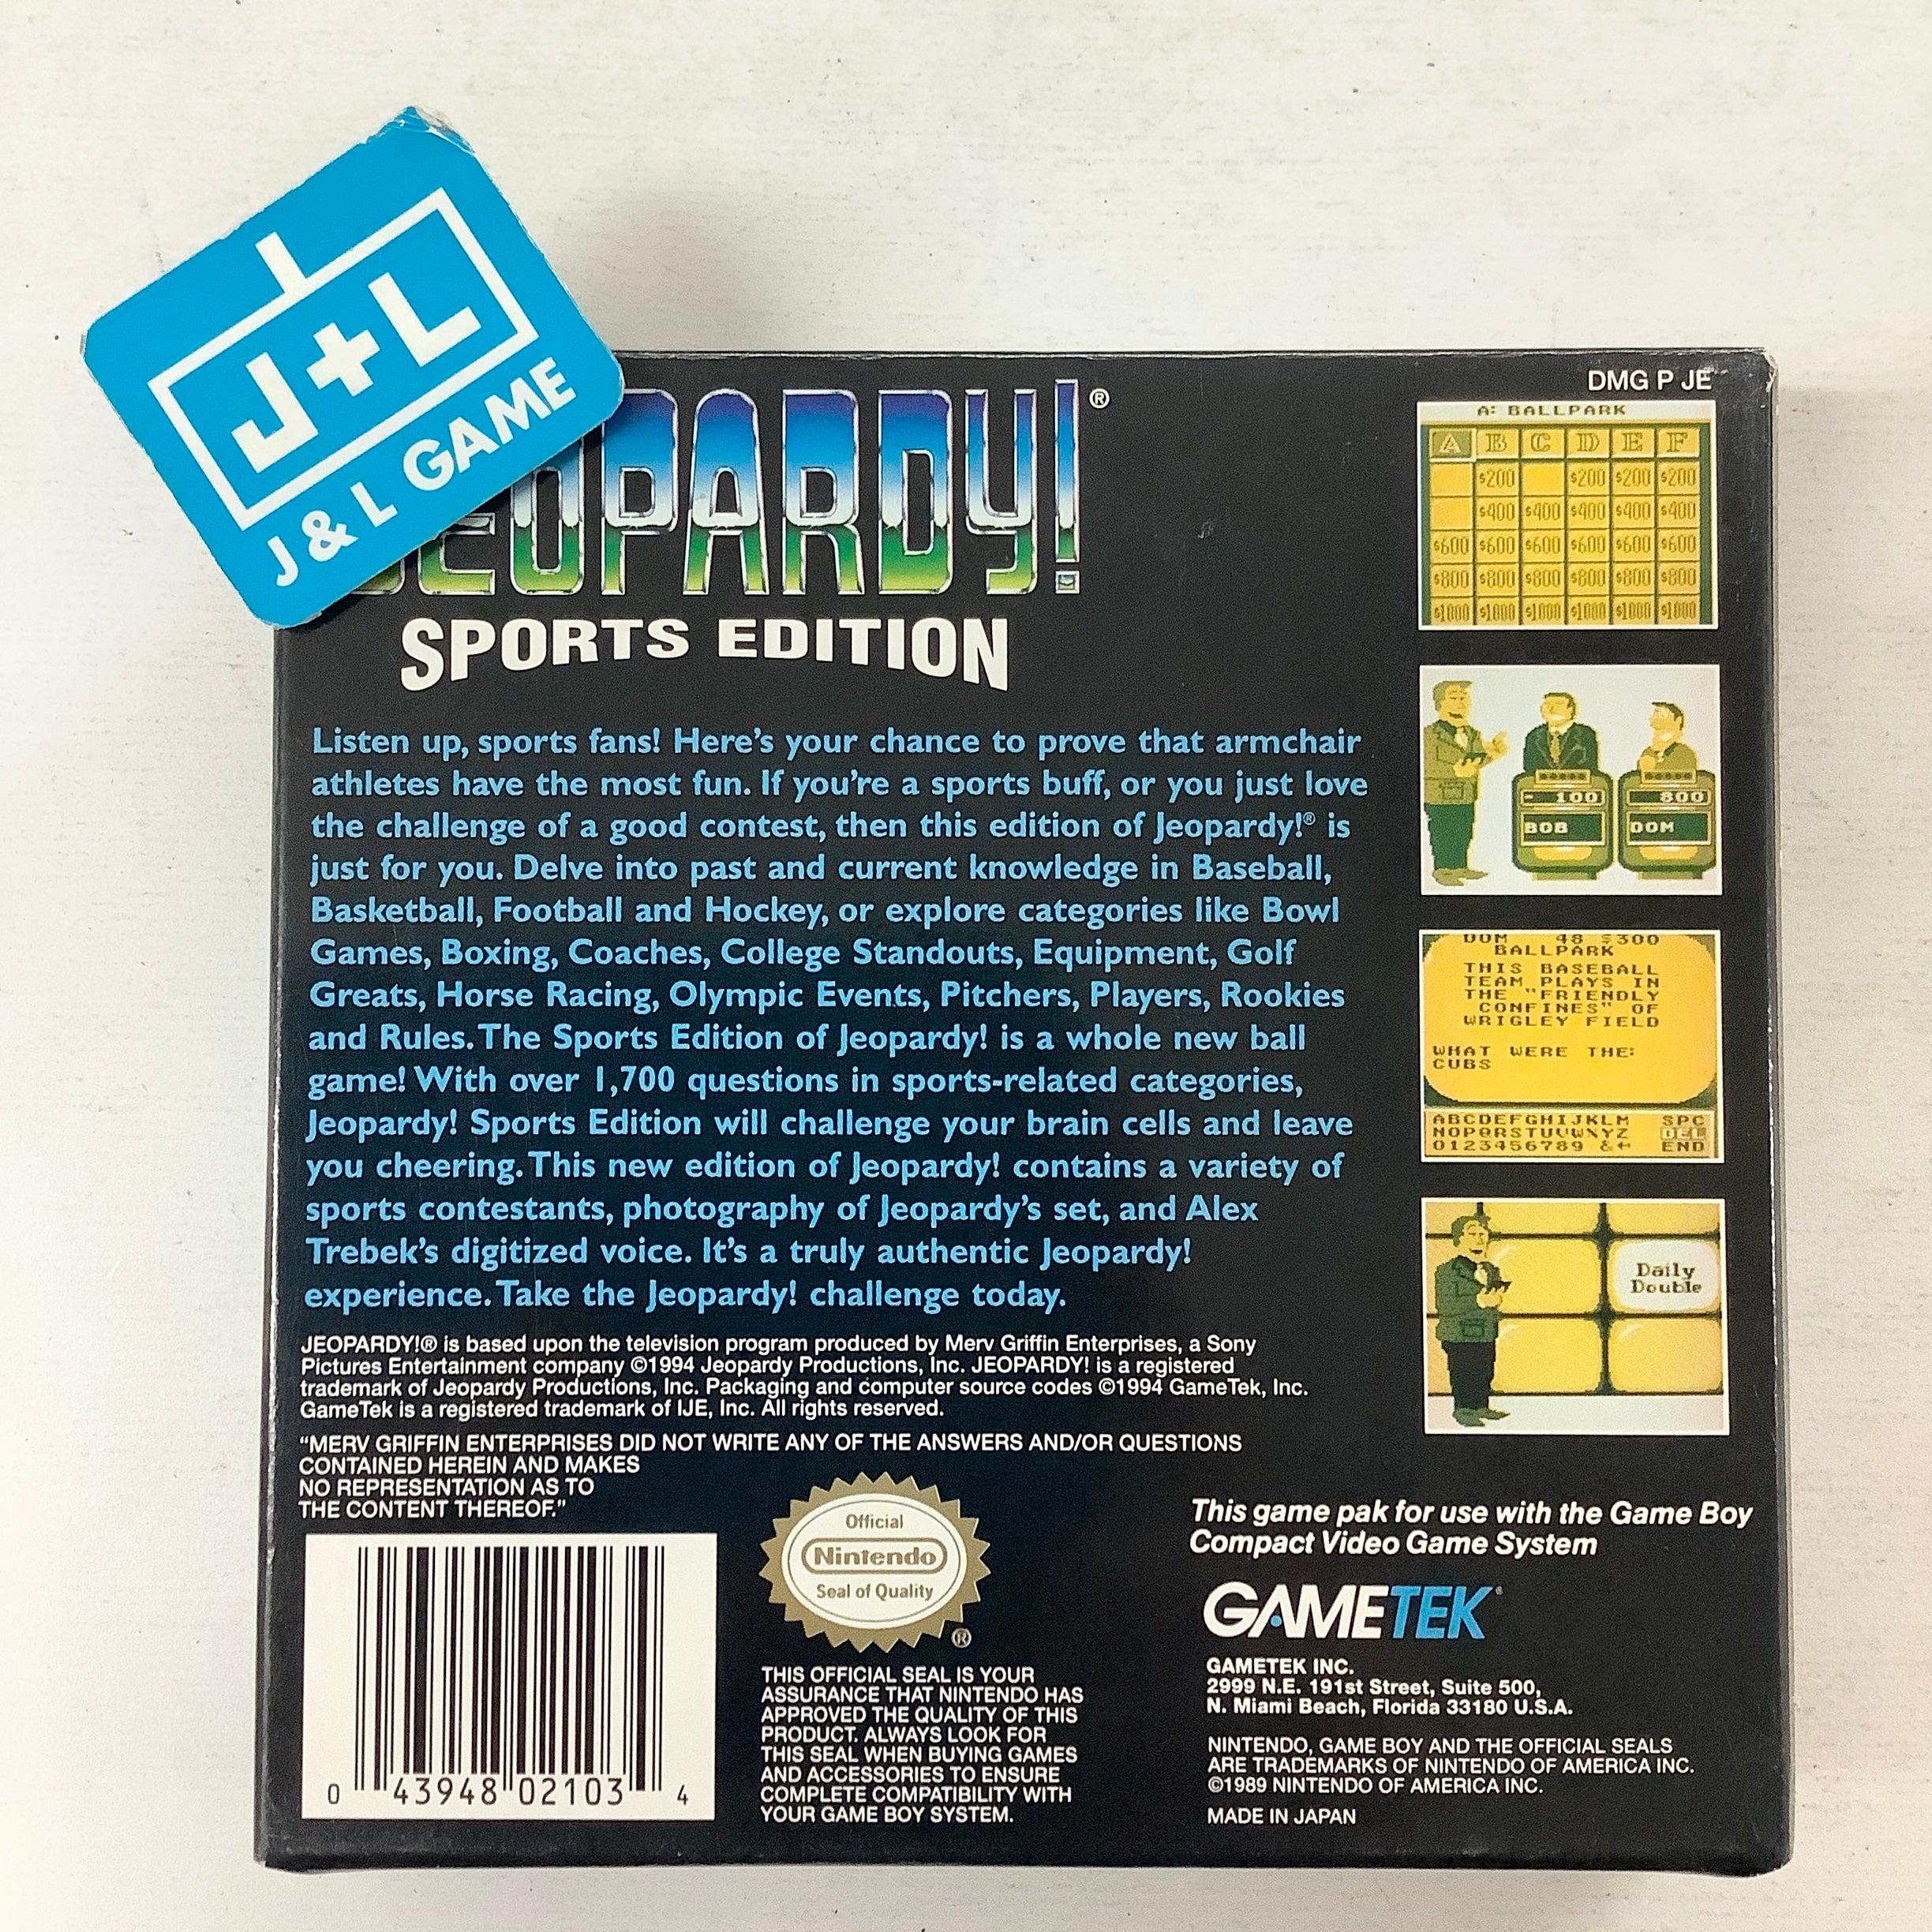 J+L
J & L GAME
JEOPARDY!®
SPORTS EDITION
Listen up, sports fans! Here's your chance to prove that armchair
athletes have the most fun. If you're a sports buff, or you just love
the challenge of a good contest, then this edition of Jeopardy!® is
just for you. Delve into past and current knowledge in Baseball,
Basketball, Football and Hockey, or explore categories like Bowl
Games, Boxing, Coaches, College Standouts, Equipment, Golf
Greats, Horse Racing, Olympic Events, Pitchers, Players, Rookies
and Rules. The Sports Edition of Jeopardy! is a whole new ball
game! With over 1,700 questions in sports-related categories,
Jeopardy! Sports Edition will challenge your brain cells and leave
you cheering. This new edition of Jeopardy! contains a variety of
sports contestants, photography of Jeopardy's set, and Alex
Trebek's digitized voice. It's a truly authentic Jeopardy!
experience. Take the Jeopardy! challenge today.
JEOPARDY!® is based upon the television program produced by Merv Griffin Enterprises, a Sony
Pictures Entertainment company ©1994 Jeopardy Productions, Inc. JEOPARDY! is a registered
trademark of Jeopardy Productions, Inc. Packaging and computer source codes ©1994 GameTek, Inc.
GameTek is a registered trademark of IJE, Inc. All rights reserved.
"MERV GRIFFIN ENTERPRISES DID NOT WRITE ANY OF THE ANSWERS AND/OR QUESTIONS
CONTAINED HEREIN AND MAKES
NO REPRESENTATION AS TO
THE CONTENT THEREOF."
0 43948 02103 4
Official
Nintendo
Seal of Quality
®
THIS OFFICIAL SEAL IS YOUR
ASSURANCE THAT NINTENDO HAS
APPROVED THE QUALITY OF THIS
PRODUCT. ALWAYS LOOK FOR
THIS SEAL WHEN BUYING GAMES
AND ACCESSORIES TO ENSURE
COMPLETE COMPATIBILITY WITH
YOUR GAME BOY SYSTEM.
DMG P JE
A: BALLPARK
A B C D E F
$200 $200 $200 $200
$400 $400 $400 $400 $400
$600 $600 $600 $600 $600 $600
$800 $800 $800 $800 $800 $800
$1000 $1000 $1000 $1000 $1000 $1000
- 100 800
BOB DOM
DOM 48 $300
BALLPARK
THIS BASEBALL
TEAM PLAYS IN
THE "FRIENDLY
CONFINES" OF
WRIGLEY FIELD
WHAT WERE THE:
CUBS
ABCDEFGHIJKLM SPC
NOPQRSTUVWXYZ DEL
0123456789 &← END
Daily
Double
This game pak for use with the Game Boy
Compact Video Game System
GAMETEK®
GAMETEK INC.
2999 N.E. 191st Street, Suite 500,
N. Miami Beach, Florida 33180 U.S.A.
NINTENDO, GAME BOY AND THE OFFICIAL SEALS
ARE TRADEMARKS OF NINTENDO OF AMERICA INC.
©1989 NINTENDO OF AMERICA INC.
MADE IN JAPAN